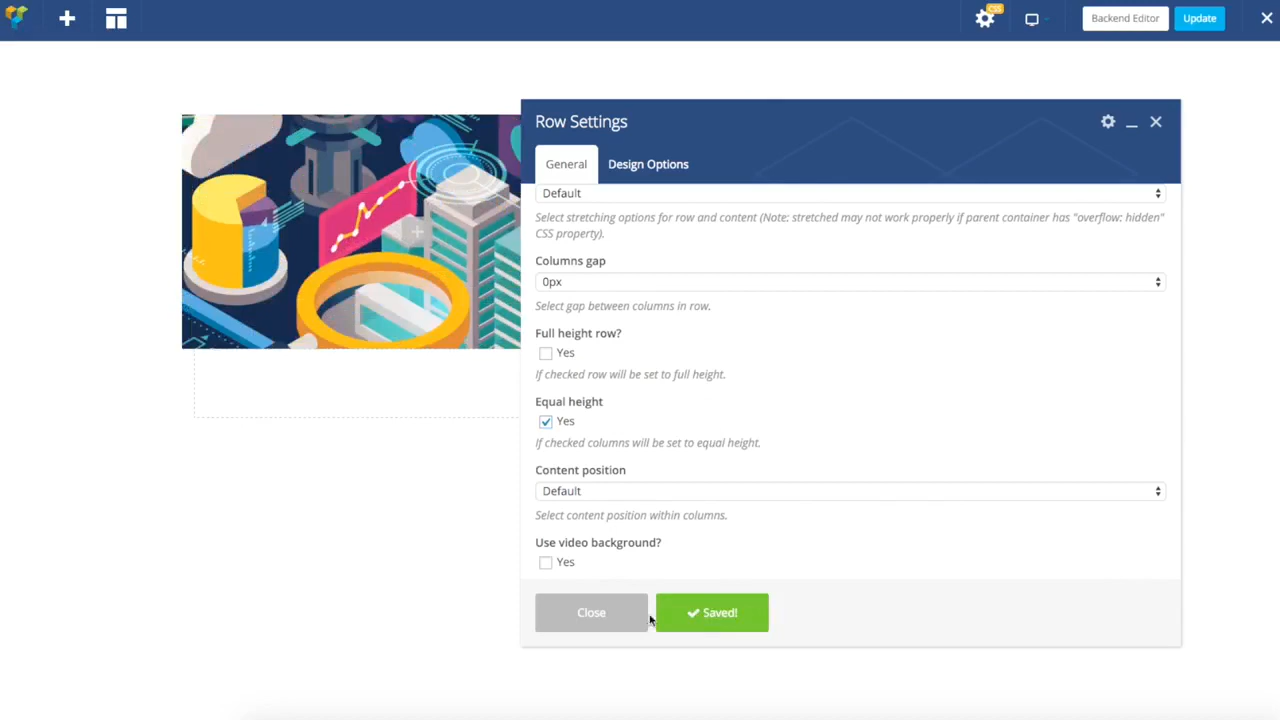 CSS
Backend Editor
Update
Row Settings
General
Design Options
Default
Select stretching options for row and content (Note: stretched may not work properly if parent container has "overflow: hidden"
CSS property).
Columns gap
0px
Select gap between columns in row.
Full height row?
Yes
If checked row will be set to full height.
Equal height
Yes
If checked columns will be set to equal height.
Content position
Default
Select content position within columns.
Use video background?
Yes
Close
Saved!